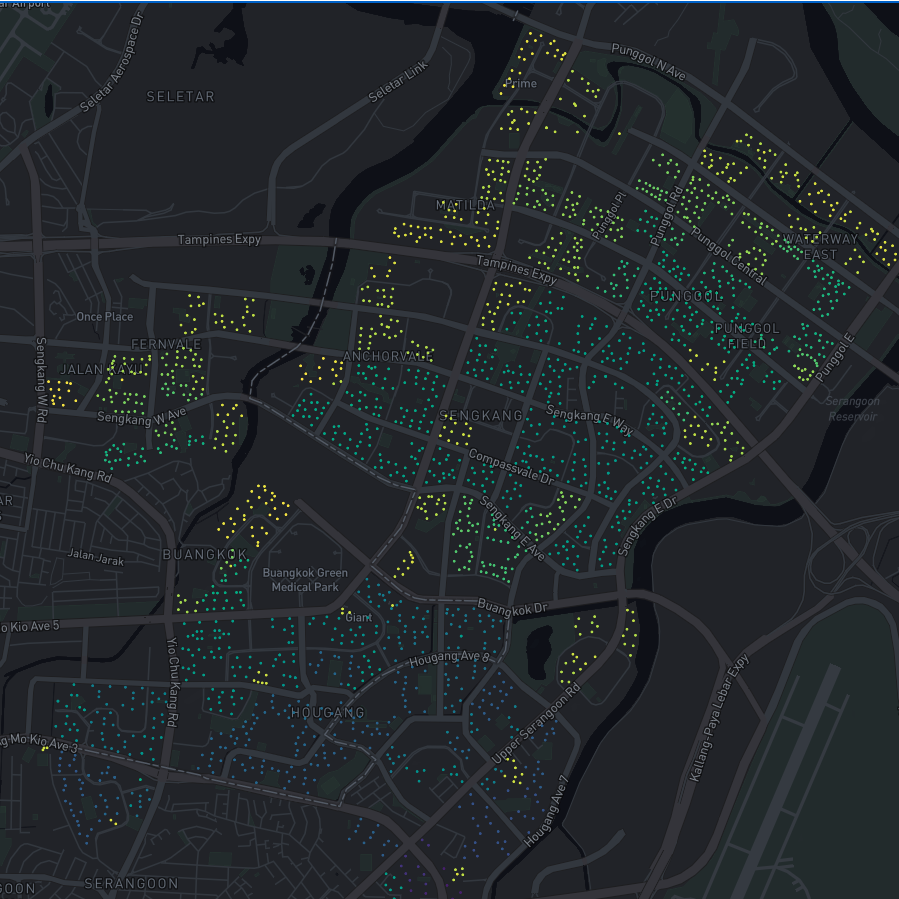 Airport
Seletar Aerospace Dr
SELETAR
Seletar Link
Punggol N Ave
Prime
MATILDA
Punggol Pl
Punggol Rd
Punggol Central
WATERWAY
EAST
Tampines Expy
Tampines Expy
PUNGGOL
PUNGGOL
FIELD
Punggol E
Once Place
FERNVALE
JALAN KAYU
ANCHORVALE
Sengkang W Rd
Sengkang W Ave
SENGKANG
Sengkang E Way
Serangoon
Reservoir
Yio Chu Kang Rd
Compassvale Dr
Sengkang E Ave
Sengkang E Dr
AR
Jalan Jarak
BUANGKOK
Buangkok Green
Medical Park
Buangkok Dr
Giant
o Kio Ave 5
Yio Chu Kang Rd
Hougang Ave 8
HOUGANG
Upper Serangoon Rd
Kallang-Paya Lebar Expy
g Mo Kio Ave 3
Hougang Ave 7
SERANGOON
GOON